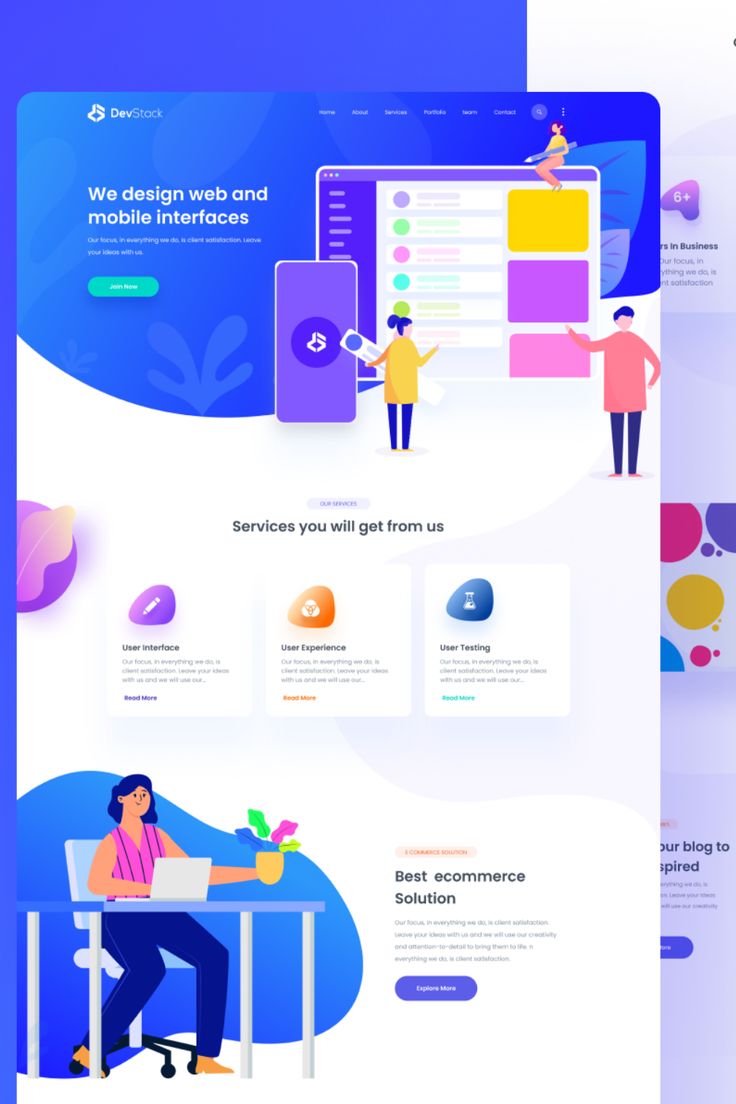 DevStack
Home About Services Portfolio team Contact
We design web and
mobile interfaces
Our focus, in everything we do, is client satisfaction. Leave
your ideas with us.
Join Now
OUR SERVICES
Services you will get from us
User Interface
Our focus, in everything we do, is
client satisfaction. Leave your ideas
with us and we will use our...
Read More
User Experience
Our focus, in everything we do, is
client satisfaction. Leave your ideas
with us and we will use our...
Read More
User Testing
Our focus, in everything we do, is
client satisfaction. Leave your ideas
with us and we will use our...
Read More
E COMMERCE SOLUTION
Best ecommerce
Solution
Our focus, in everything we do, is client satisfaction.
Leave your ideas with us and we will use our creativity
and attention-to-detail to bring them to life. n
everything we do, is client satisfaction.
Explore More
6+
rs In Business
Our focus, in
ything we do, is
nt satisfaction
our blog to
spired
erything we do, is
on. Leave your ideas
will use our creativity